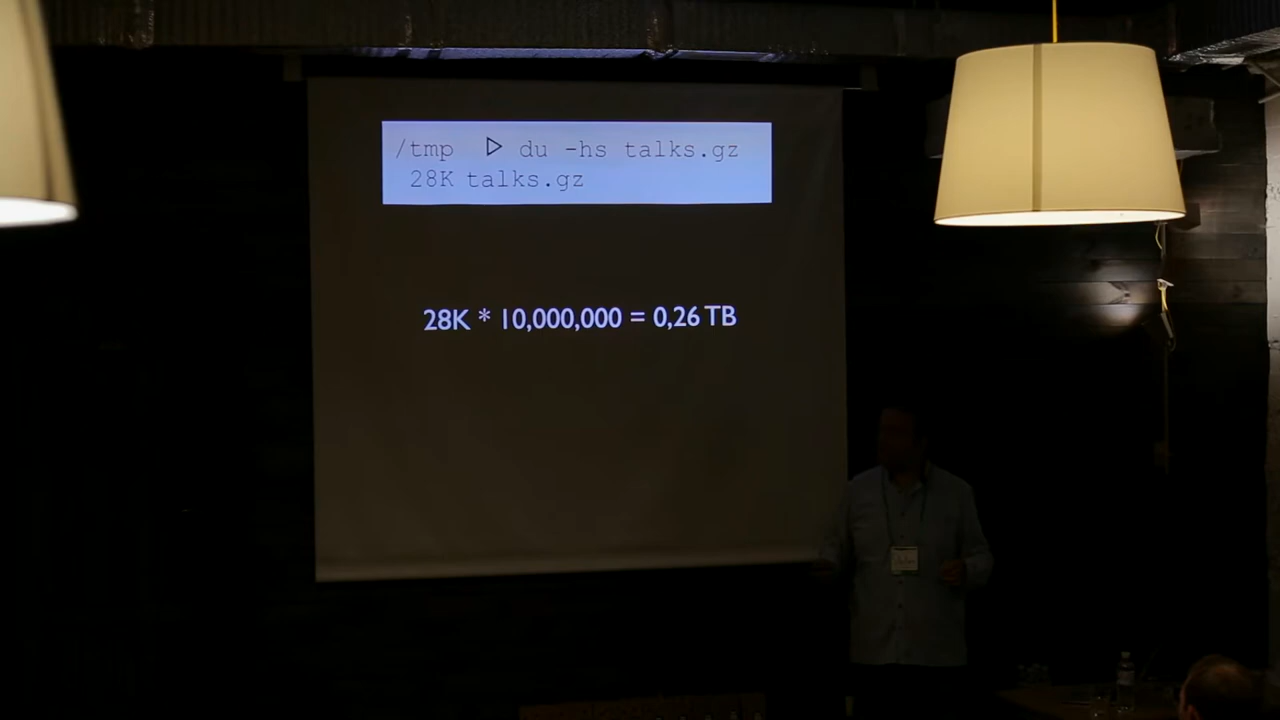 /tmp ▷ du -hs talks.gz
28K talks.gz
28K * 10,000,000 = 0,26 TB